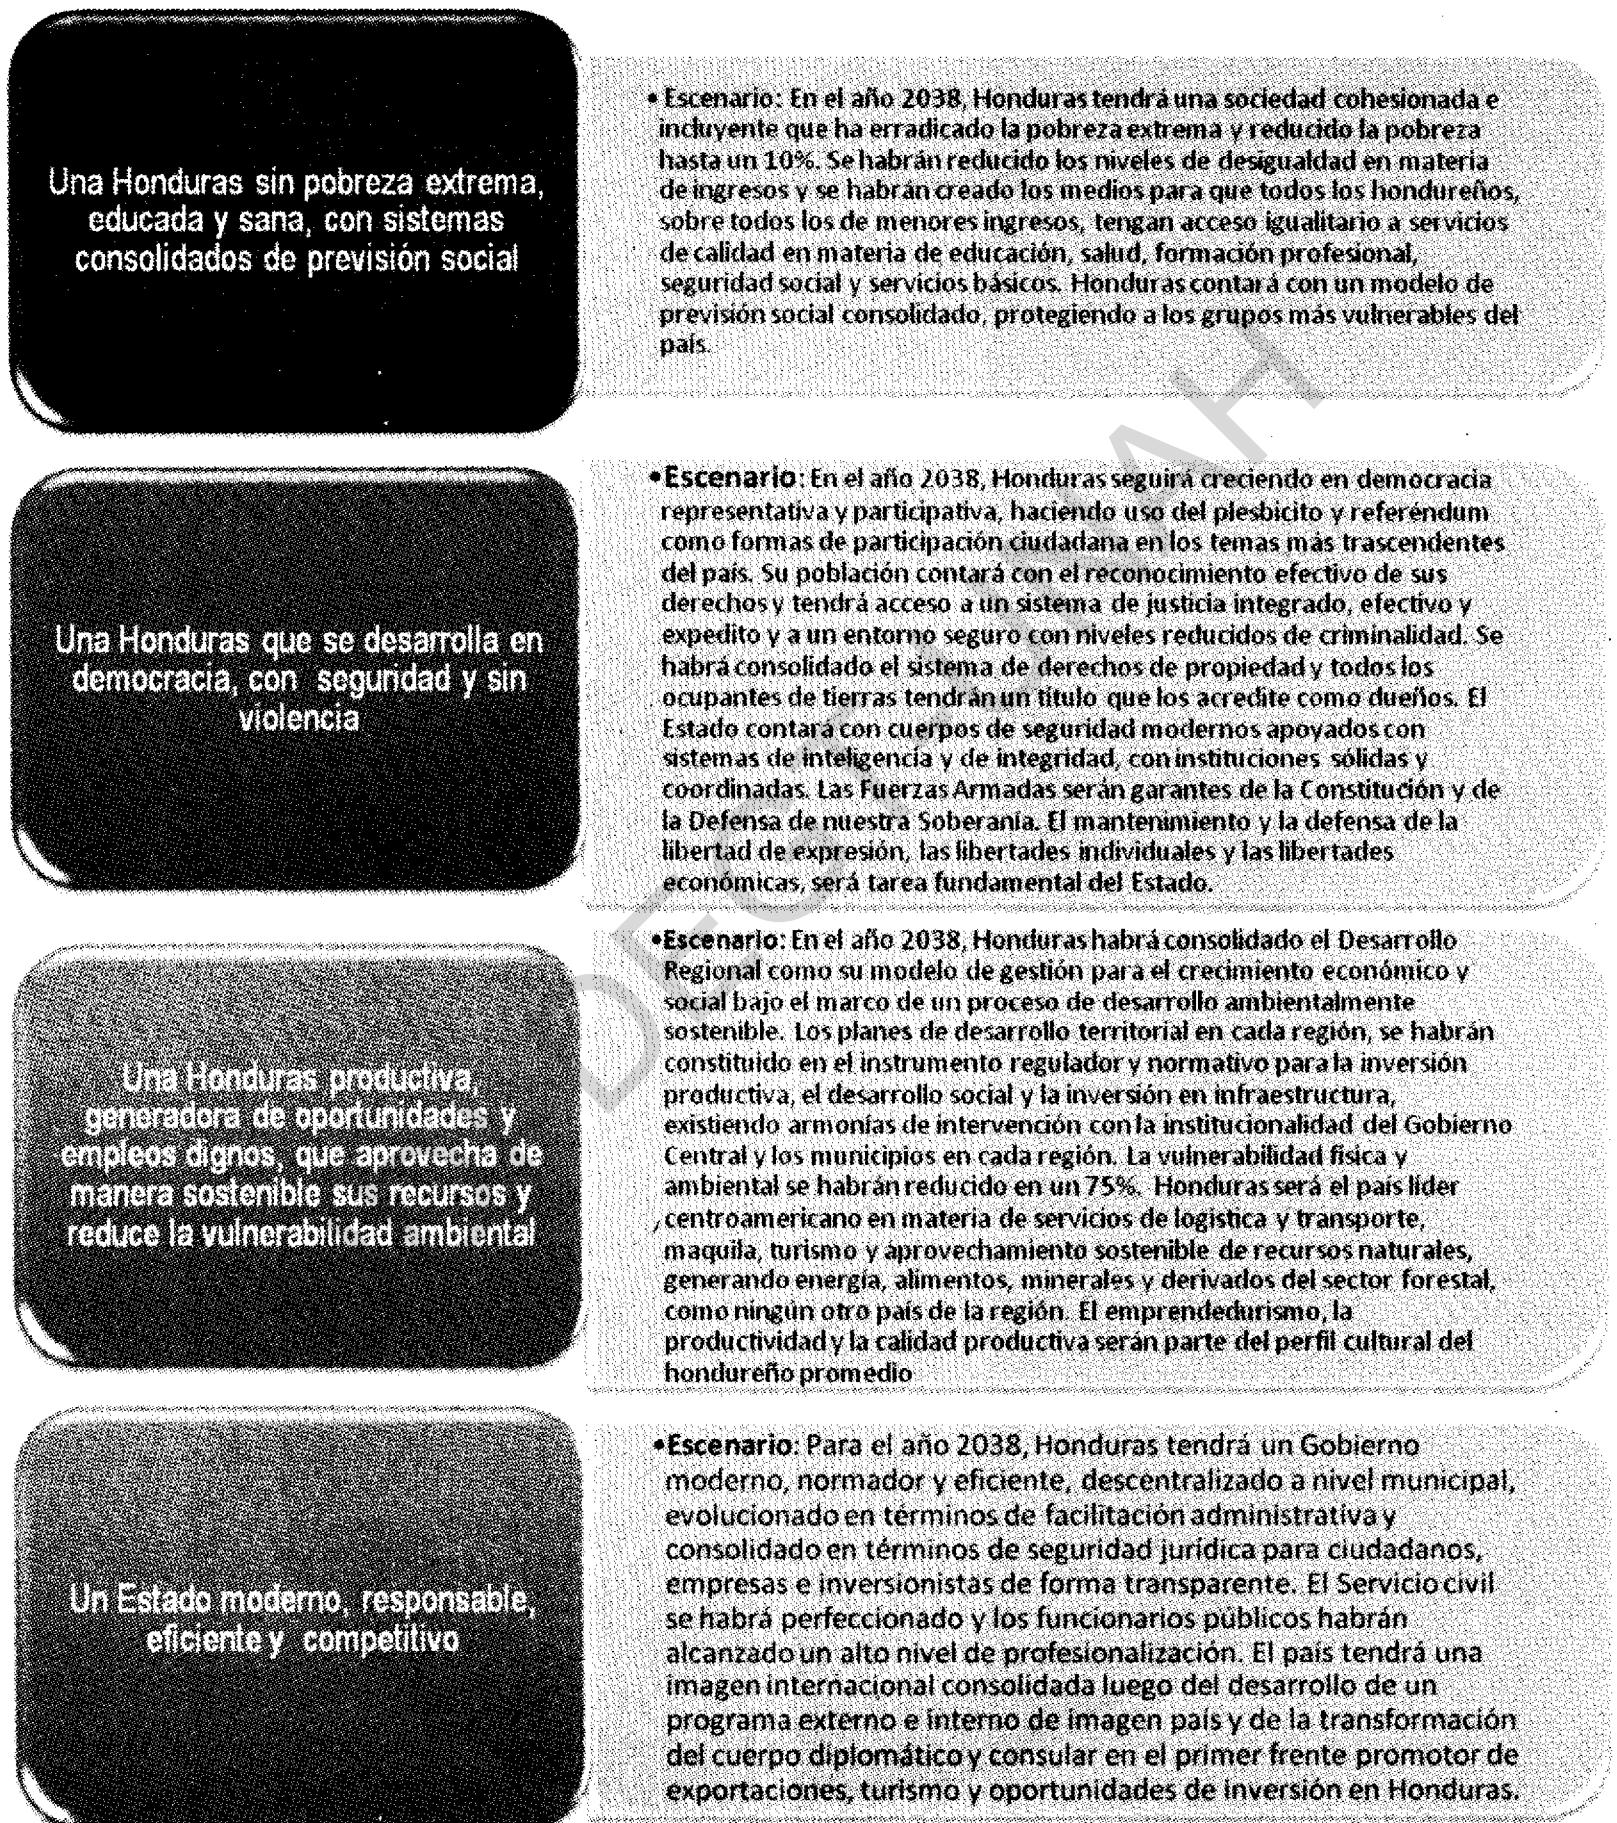 Una Honduras sin pobreza extrema,
educada y sana, con sistemas
consolidados de previsión social
• Escenario: En el año 2038, Honduras tendrá una sociedad cohesionada e
incluyente que ha erradicado la pobreza extrema y reducido la pobreza
hasta un 10%. Se habrán reducido los niveles de desigualdad en materia
de ingresos y se habrán creado los medios para que todos los hondureños,
sobre todos los de menores ingresos, tengan acceso igualitario a servicios
de calidad en materia de educación, salud, formación profesional,
seguridad social y servicios básicos. Honduras contará con un modelo de
previsión social consolidado, protegiendo a los grupos más vulnerables del
país.
Una Honduras que se desarrolla en
democracia, con seguridad y sin
violencia
•Escenario: En el año 2038, Honduras seguirá creciendo en democracia
representativa y participativa, haciendo uso del plesbicito y referéndum
como formas de participación ciudadana en los temas más trascendentes
del país. Su población contará con el reconocimiento efectivo de sus
derechos y tendrá acceso a un sistema de justicia integrado, efectivo y
expedito y a un entorno seguro con niveles reducidos de criminalidad. Se
habrá consolidado el sistema de derechos de propiedad y todos los
ocupantes de tierras tendrán un título que los acredite como dueños. El
Estado contará con cuerpos de seguridad modernos apoyados con
sistemas de inteligencia y de integridad, con instituciones sólidas y
coordinadas. Las Fuerzas Armadas serán garantes de la Constitución y de
la Defensa de nuestra Soberanía. El mantenimiento y la defensa de la
libertad de expresión, las libertades individuales y las libertades
económicas, será tarea fundamental del Estado.
Una Honduras productiva,
generadora de oportunidades y
empleos dignos, que aprovecha de
manera sostenible sus recursos y
reduce la vulnerabilidad ambiental
•Escenario: En el año 2038, Honduras habrá consolidado el Desarrollo
Regional como su modelo de gestión para el crecimiento económico y
social bajo el marco de un proceso de desarrollo ambientalmente
sostenible. Los planes de desarrollo territorial en cada región, se habrán
constituido en el instrumento regulador y normativo para la inversión
productiva, el desarrollo social y la inversión en infraestructura,
existiendo armonías de intervención con la institucionalidad del Gobierno
Central y los municipios en cada región. La vulnerabilidad física y
ambiental se habrán reducido en un 75%. Honduras será el país líder
centroamericano en materia de servicios de logística y transporte,
maquila, turismo y aprovechamiento sostenible de recursos naturales,
generando energía, alimentos, minerales y derivados del sector forestal,
como ningún otro país de la región. El emprendedurismo, la
productividad y la calidad productiva serán parte del perfil cultural del
hondureño promedio
Un Estado moderno, responsable,
eficiente y competitivo
•Escenario: Para el año 2038, Honduras tendrá un Gobierno
moderno, normador y eficiente, descentralizado a nivel municipal,
evolucionado en términos de facilitación administrativa y
consolidado en términos de seguridad jurídica para ciudadanos,
empresas e inversionistas de forma transparente. El Servicio civil
se habrá perfeccionado y los funcionarios públicos habrán
alcanzado un alto nivel de profesionalización. El país tendrá una
imagen internacional consolidada luego del desarrollo de un
programa externo e interno de imagen país y de la transformación
del cuerpo diplomático y consular en el primer frente promotor de
exportaciones, turismo y oportunidades de inversión en Honduras.